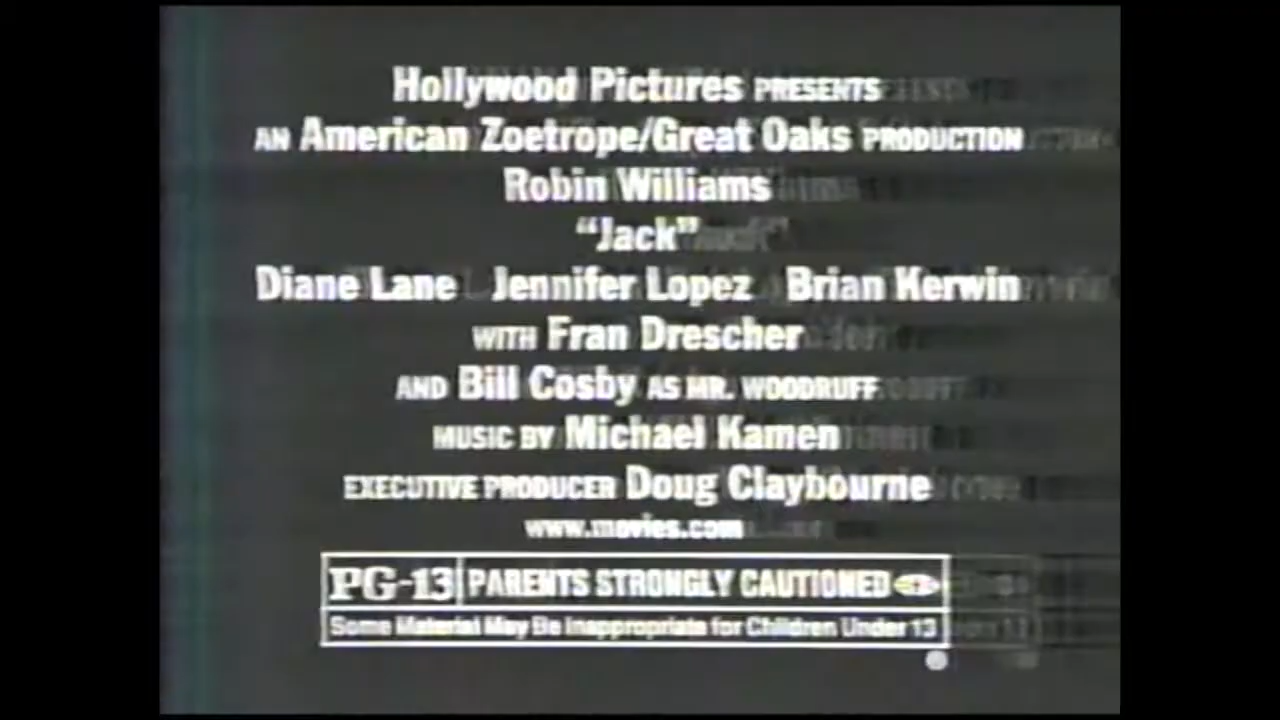 Hollywood Pictures PRESENTS
AN American Zoetrope/Great Oaks PRODUCTION
Robin Williams
“Jack”
Diane Lane Jennifer Lopez Brian Kerwin
WITH Fran Drescher
AND Bill Cosby AS MR. WOODRUFF
MUSIC BY Michael Kamen
EXECUTIVE PRODUCER Doug Claybourne
www.movies.com
PG-13 PARENTS STRONGLY CAUTIONED
Some Material May Be Inappropriate for Children Under 13